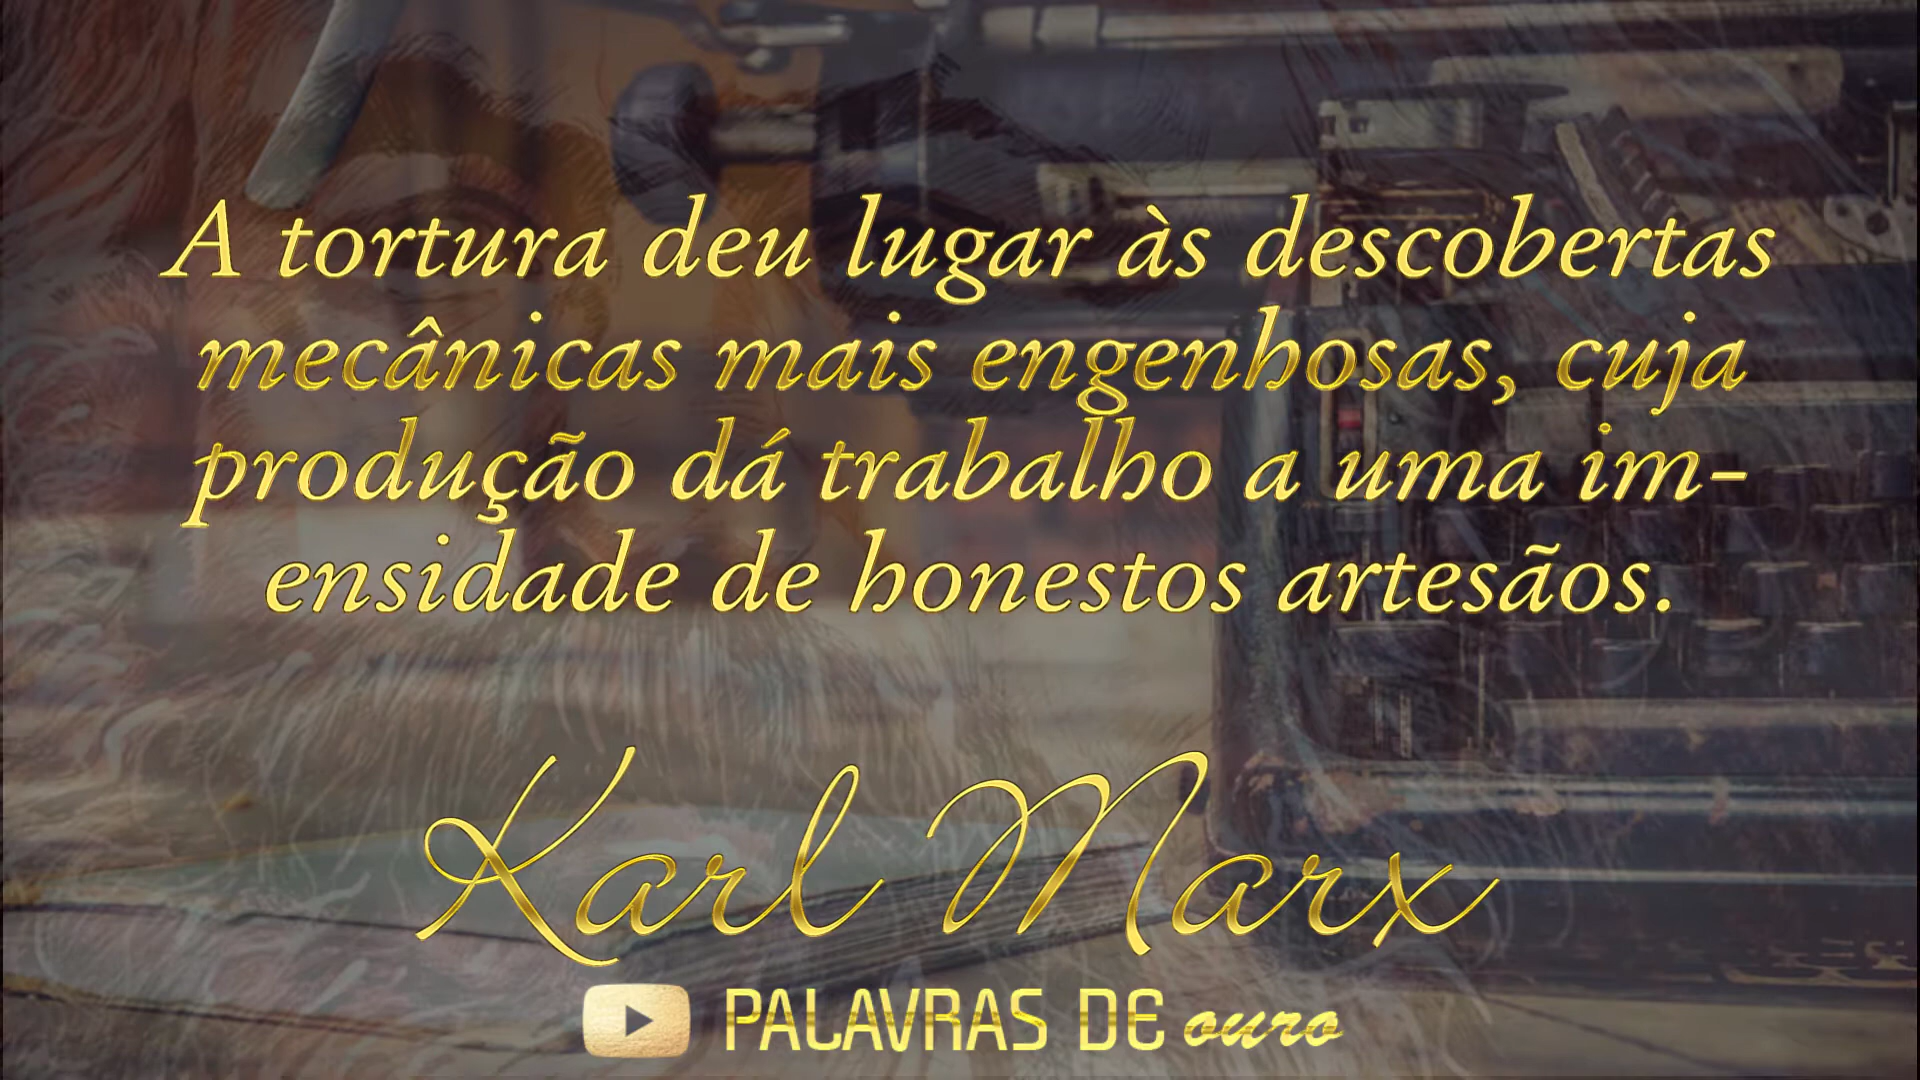 A tortura deu lugar às descobertas
mecânicas mais engenhosas, cuja
produção dá trabalho a uma im-
ensidade de honestos artesãos.
Karl Marx
PALAVRAS DE ouro